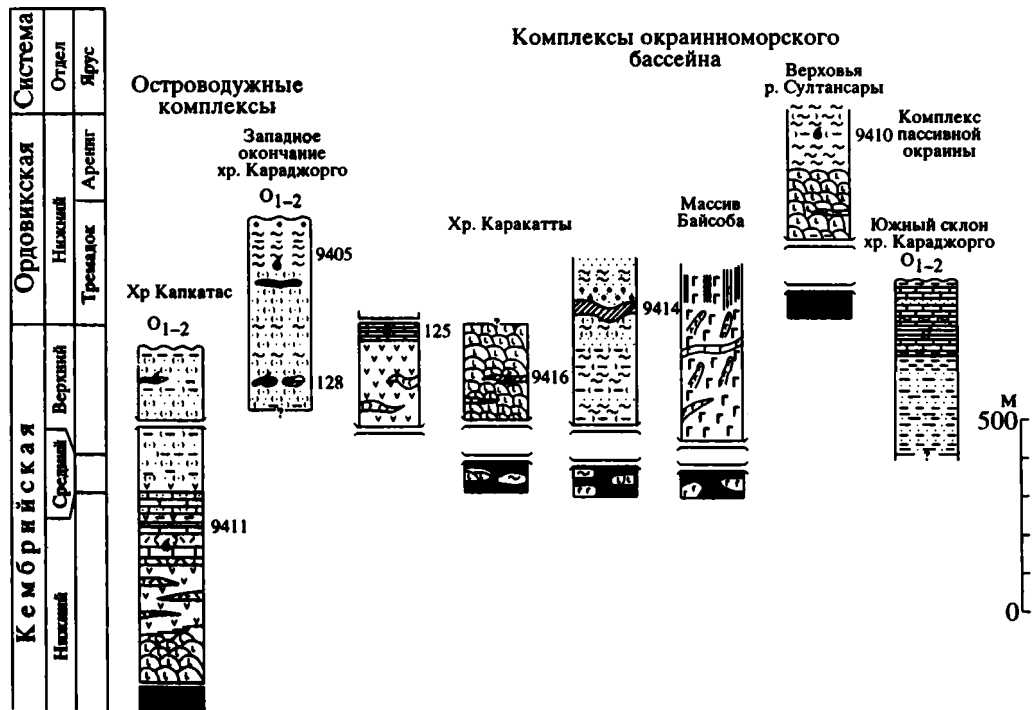 Система
Отдел
Ярус
Ордовикская
Нижний
Арениг
Тремадок
Кембрийская
Верхний
Средний
Нижний
Островодужные
комплексы
Комплексы окраинноморского
бассейна
Хр Капкатас
O1-2
9411
Западное
окончание
хр. Караджорго
O1-2
9405
128
125
Хр. Каракатты
9416
9414
Массив
Байсоба
Верховья
р. Султансары
9410
Комплекс
пассивной
окраины
Южный склон
хр. Караджорго
O1-2
?
?
М
500
0